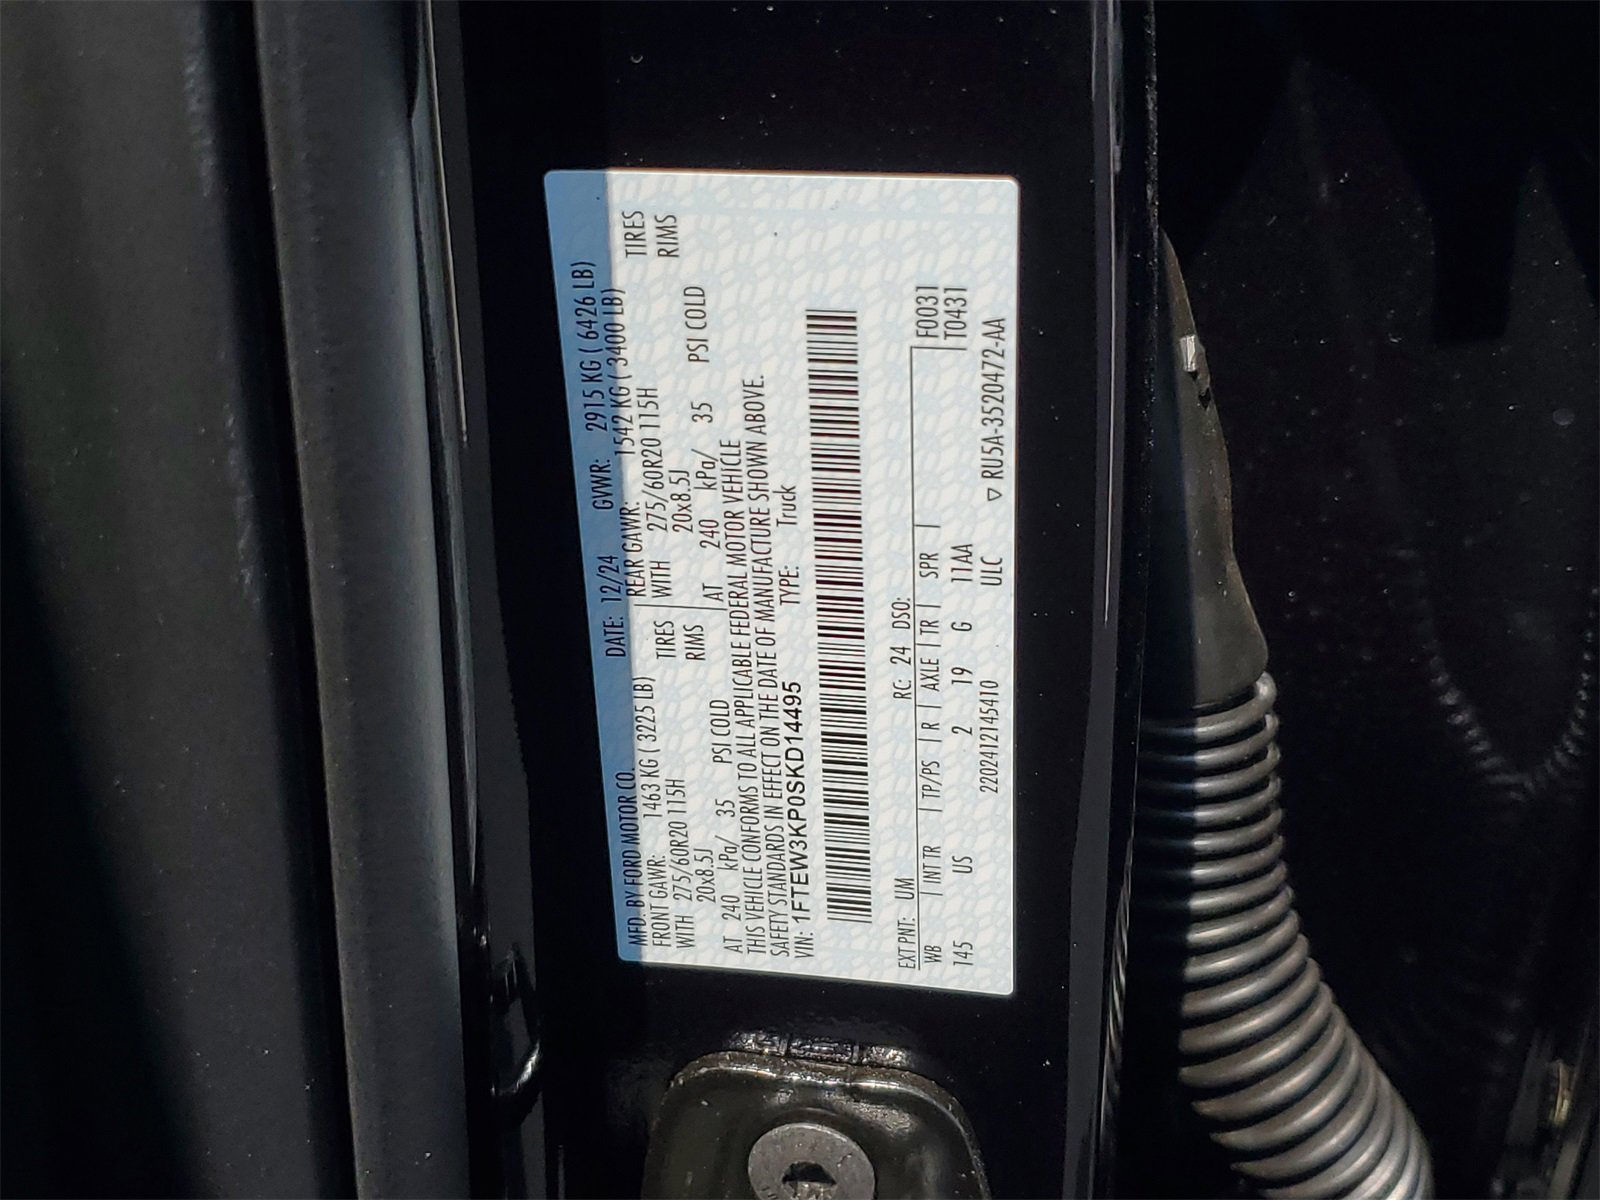 MFD. BY FORD MOTOR CO.
DATE: 12/24 GVWR: 2915 KG ( 6426 LB)
FRONT GAWR: 1463 KG ( 3225 LB) REAR GAWR: 1542 KG ( 3400 LB)
WITH 275/60R20 115H TIRES WITH 275/60R20 115H TIRES
20x8.5J RIMS 20x8.5J RIMS
AT 240 kPa/ 35 PSI COLD AT 240 kPa/ 35 PSI COLD
THIS VEHICLE CONFORMS TO ALL APPLICABLE FEDERAL MOTOR VEHICLE
SAFETY STANDARDS IN EFFECT ON THE DATE OF MANUFACTURE SHOWN ABOVE.
VIN: 1FTEW3KP0SKD14495 TYPE: Truck
EXT PNT: UM RC: 24 DSO: F0031
WB | INT TR | TP/PS | R | AXLE | TR | SPR | T0431
145 US 2 19 G 11AA
22024121454​10 ULC ▽ RU5A-3520472-AA